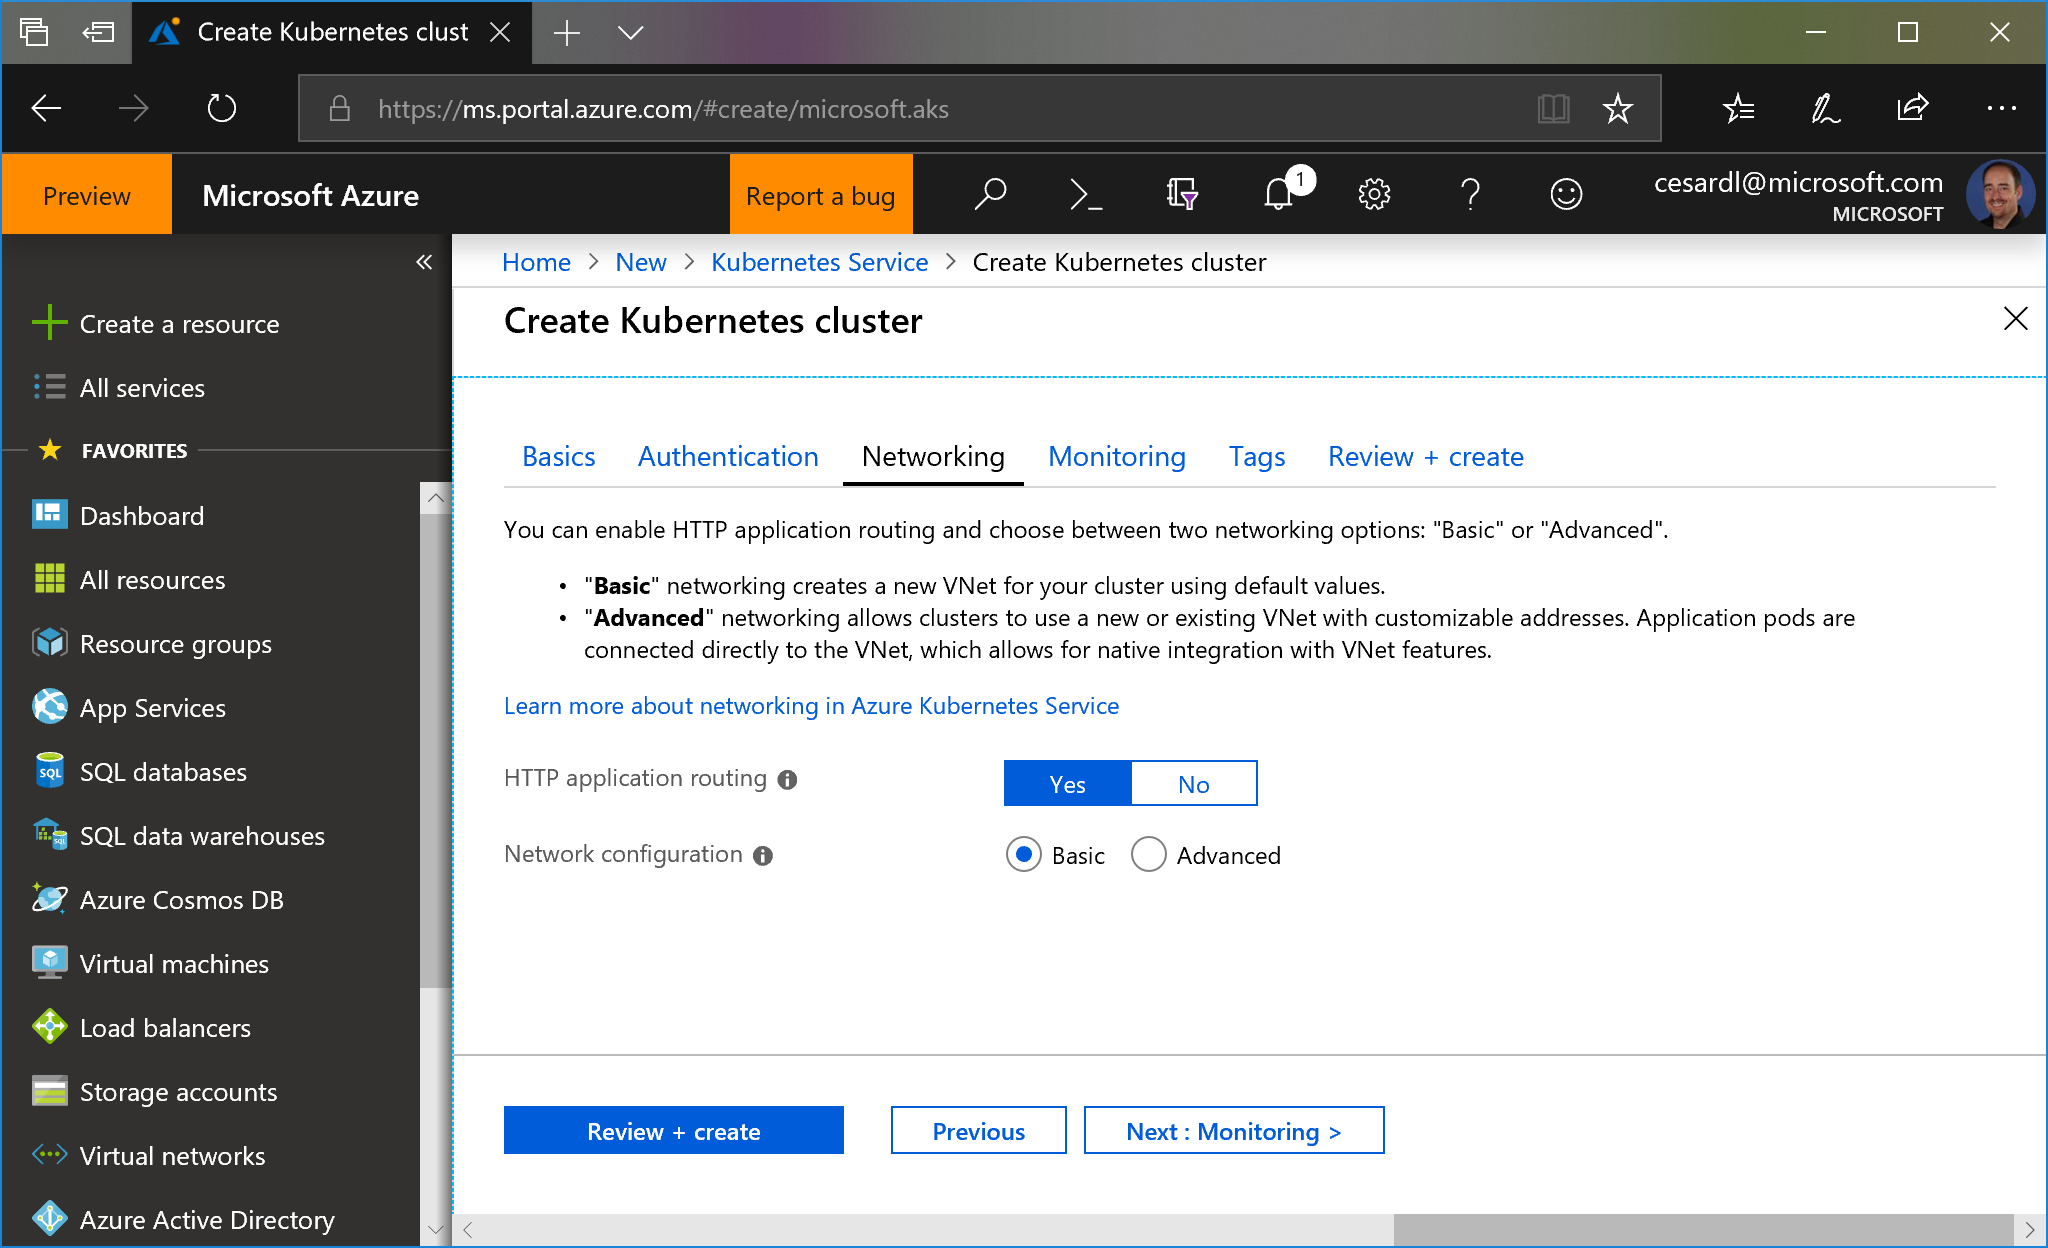 Create Kubernetes clust
https://ms.portal.azure.com/#create/microsoft.aks
Preview
Microsoft Azure
Report a bug
1
cesardl@microsoft.com
MICROSOFT
Home > New > Kubernetes Service > Create Kubernetes cluster
Create Kubernetes cluster
Create a resource
All services
FAVORITES
Dashboard
All resources
Resource groups
App Services
SQL databases
SQL data warehouses
Azure Cosmos DB
Virtual machines
Load balancers
Storage accounts
Virtual networks
Azure Active Directory
Basics Authentication Networking Monitoring Tags Review + create
You can enable HTTP application routing and choose between two networking options: "Basic" or "Advanced".
• "Basic" networking creates a new VNet for your cluster using default values.
• "Advanced" networking allows clusters to use a new or existing VNet with customizable addresses. Application pods are
connected directly to the VNet, which allows for native integration with VNet features.
Learn more about networking in Azure Kubernetes Service
HTTP application routing Yes No
Network configuration Basic Advanced
Review + create Previous Next : Monitoring >